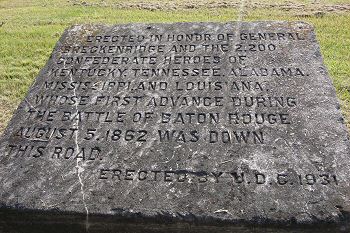 ERECTED IN HONOR OF GENERAL
BRECKENRIDGE AND THE 2,200
CONFEDERATE HEROES OF
KENTUCKY, TENNESSEE, ALABAMA,
MISSISSIPPI, AND LOUISIANA,
WHOSE FIRST ADVANCE DURING
THE BATTLE OF BATON ROUGE
AUGUST 5, 1862, WAS DOWN
THIS ROAD.
ERECTED BY U.D.C. 1931